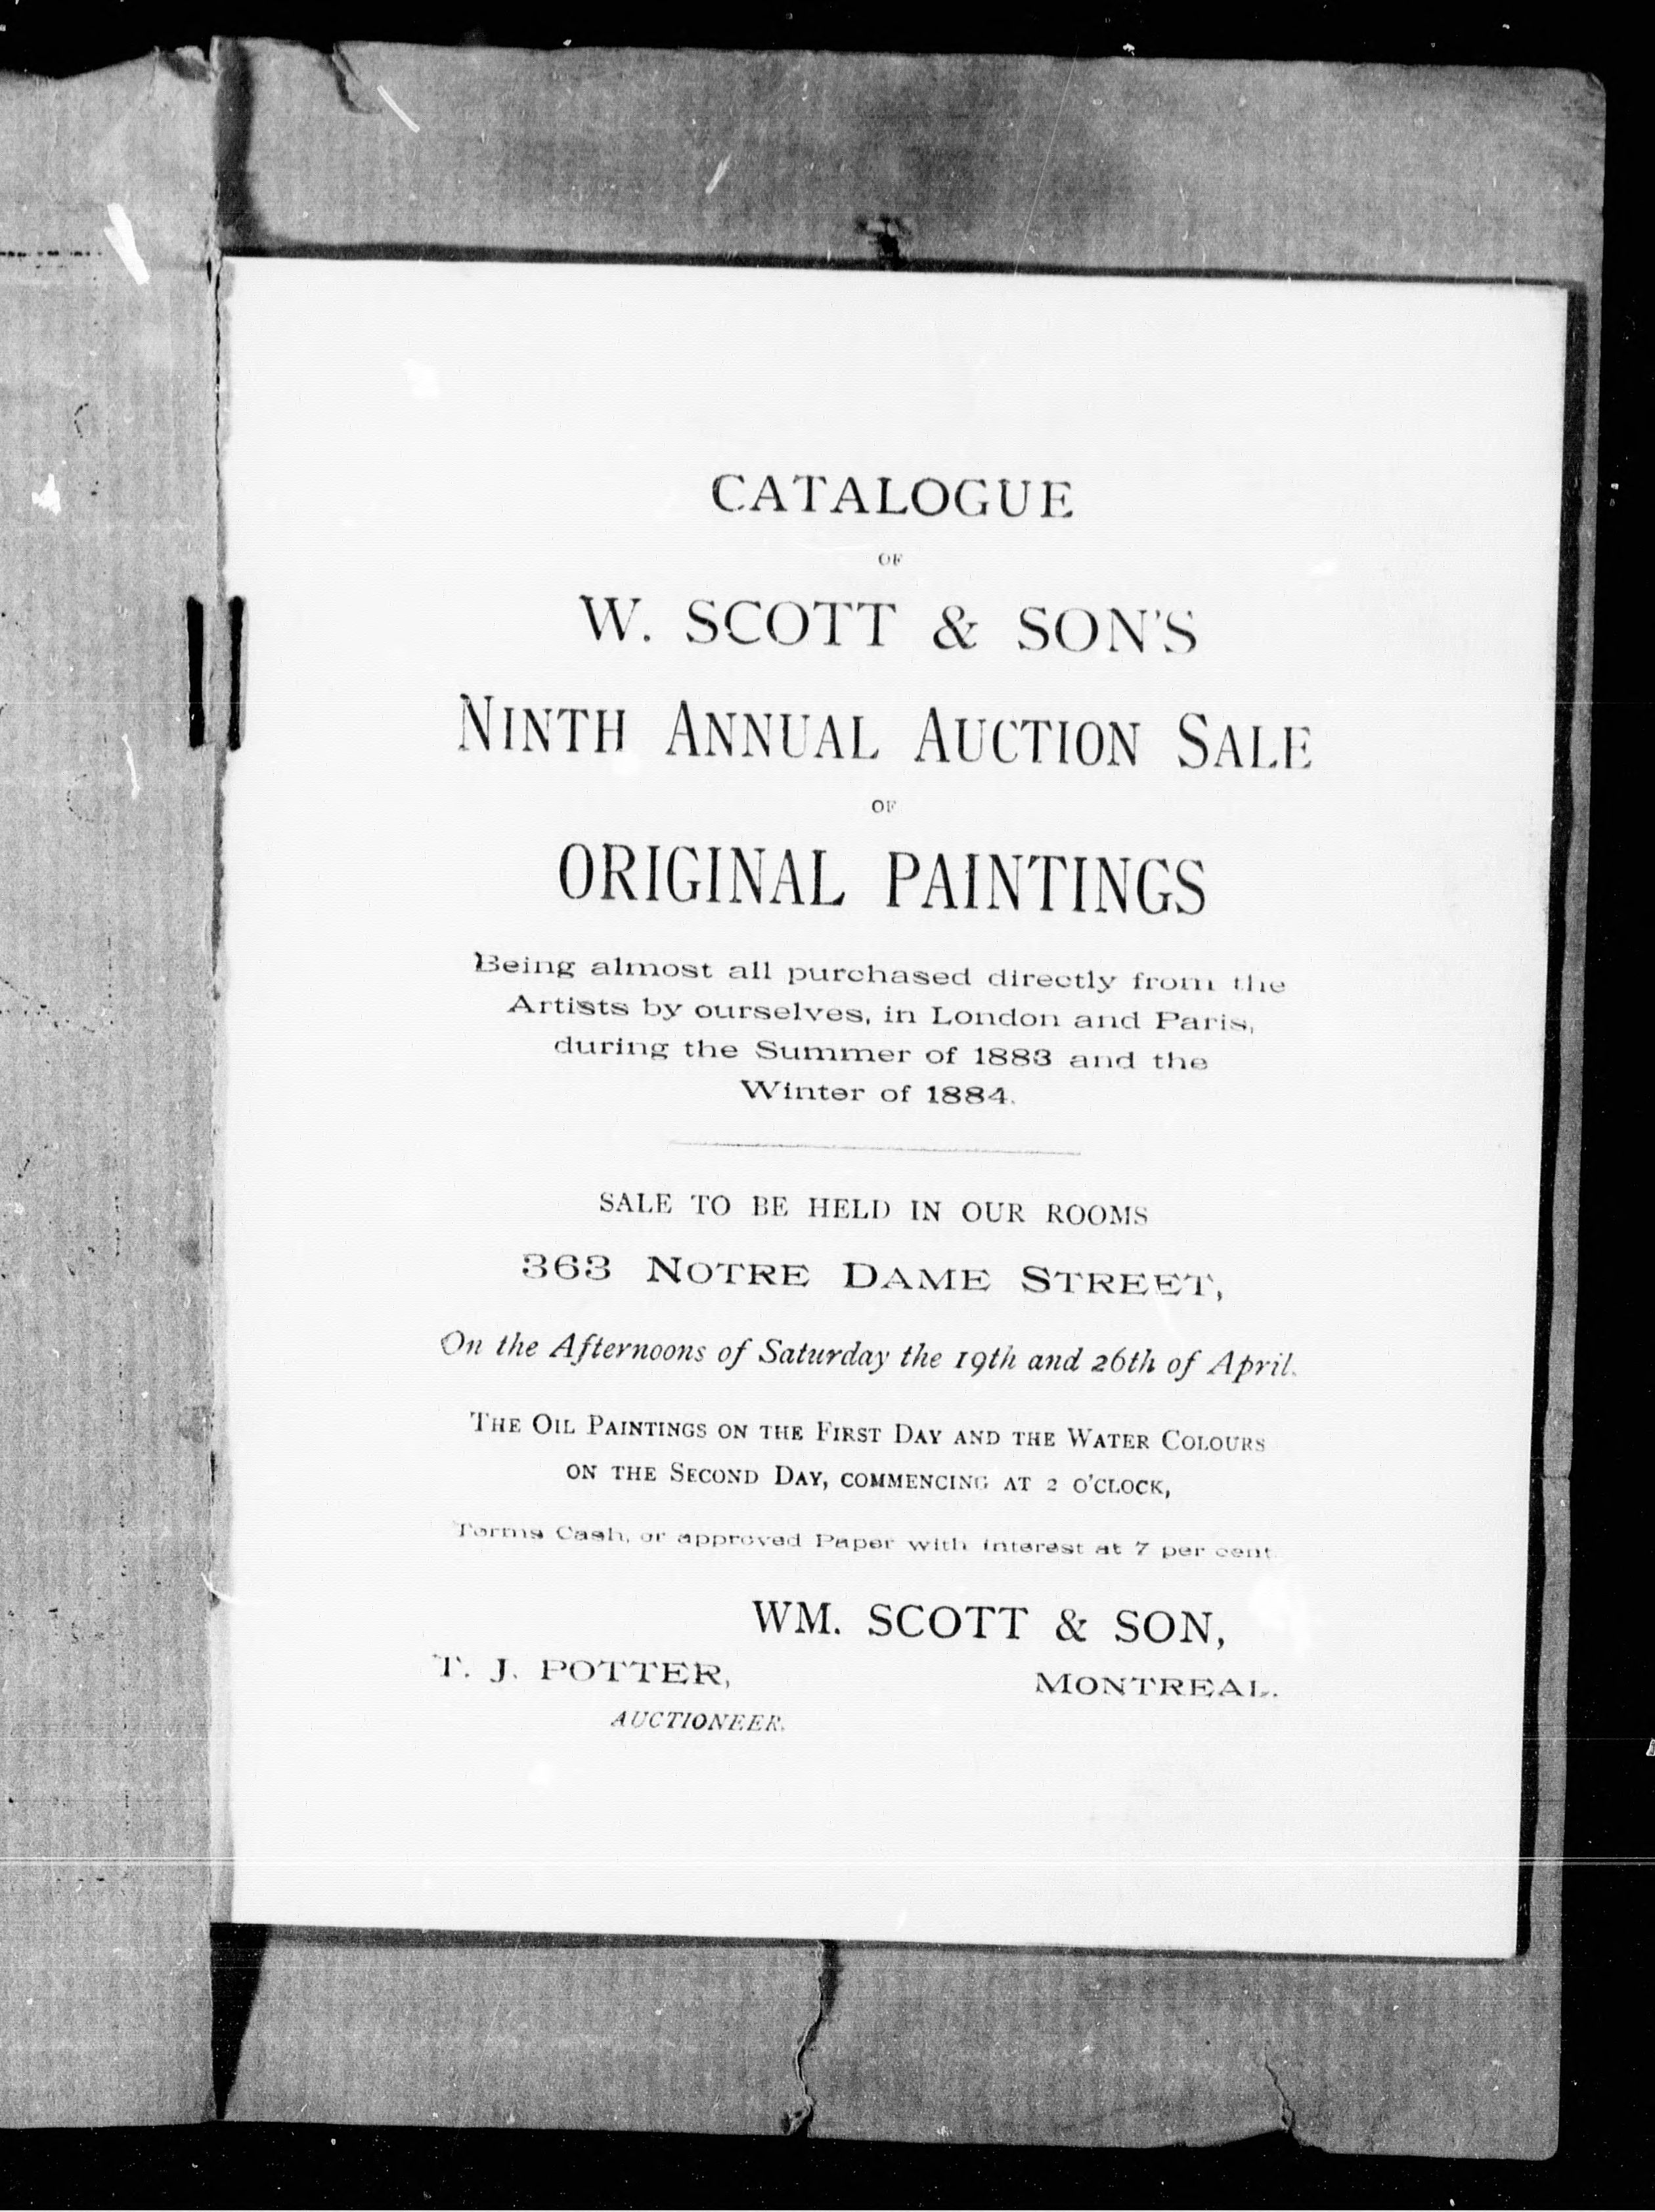 CATALOGUE
OF
W. SCOTT & SON'S
NINTH ANNUAL AUCTION SALE
OF
ORIGINAL PAINTINGS
Being almost all purchased directly from the
Artists by ourselves, in London and Paris,
during the Summer of 1883 and the
Winter of 1884.
SALE TO BE HELD IN OUR ROOMS
363 NOTRE DAME STREET,
On the Afternoons of Saturday the 19th and 26th of April.
THE OIL PAINTINGS ON THE FIRST DAY AND THE WATER COLOURS
ON THE SECOND DAY, COMMENCING AT 2 O'CLOCK,
Terms Cash, or approved Paper with interest at 7 per cent.
WM. SCOTT & SON,
T. J. POTTER,
MONTREAL.
AUCTIONEER.